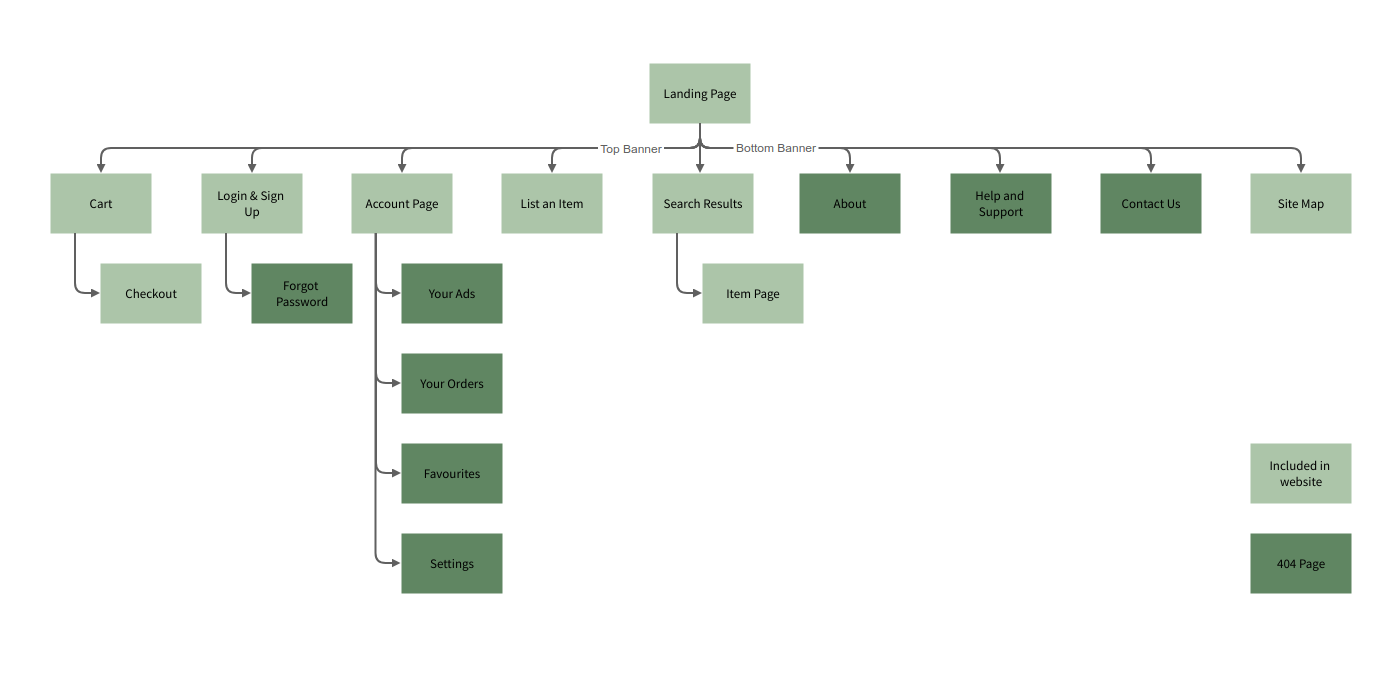 Landing Page
Top Banner
Bottom Banner
Cart
Login & Sign
Up
Account Page
List an Item
Search Results
About
Help and
Support
Contact Us
Site Map
Checkout
Forgot
Password
Your Ads
Item Page
Your Orders
Favourites
Included in
website
Settings
404 Page